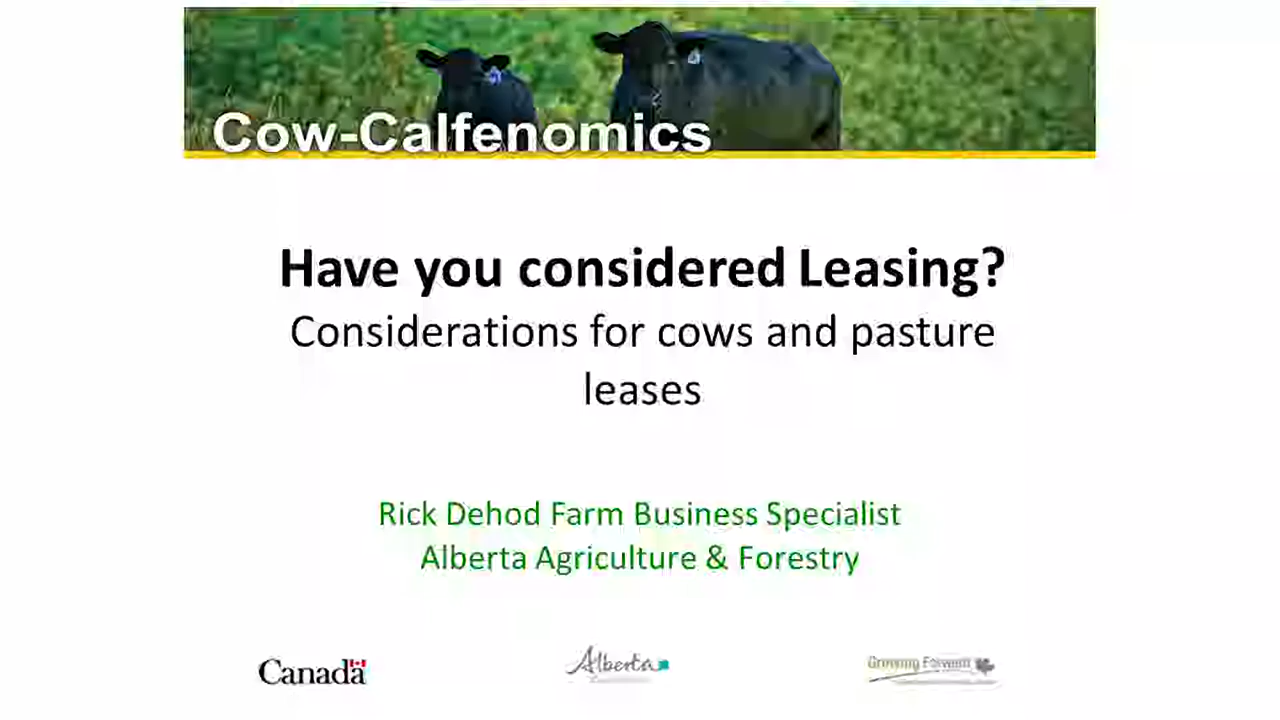 Cow-Calfenomics
Have you considered Leasing?
Considerations for cows and pasture
leases
Rick Dehod Farm Business Specialist
Alberta Agriculture & Forestry
Canada
Alberta
Growing Forward